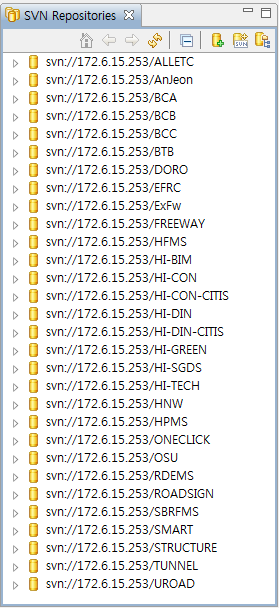 SVN Repositories
SVN
svn://172.6.15.253/ALLETC
svn://172.6.15.253/AnJeon
svn://172.6.15.253/BCA
svn://172.6.15.253/BCB
svn://172.6.15.253/BCC
svn://172.6.15.253/BTB
svn://172.6.15.253/DORO
svn://172.6.15.253/EFRC
svn://172.6.15.253/ExFw
svn://172.6.15.253/FREEWAY
svn://172.6.15.253/HFMS
svn://172.6.15.253/HI-BIM
svn://172.6.15.253/HI-CON
svn://172.6.15.253/HI-CON-CITIS
svn://172.6.15.253/HI-DIN
svn://172.6.15.253/HI-DIN-CITIS
svn://172.6.15.253/HI-GREEN
svn://172.6.15.253/HI-SGDS
svn://172.6.15.253/HI-TECH
svn://172.6.15.253/HNW
svn://172.6.15.253/HPMS
svn://172.6.15.253/ONECLICK
svn://172.6.15.253/OSU
svn://172.6.15.253/RDEMS
svn://172.6.15.253/ROADSIGN
svn://172.6.15.253/SBRFMS
svn://172.6.15.253/SMART
svn://172.6.15.253/STRUCTURE
svn://172.6.15.253/TUNNEL
svn://172.6.15.253/UROAD